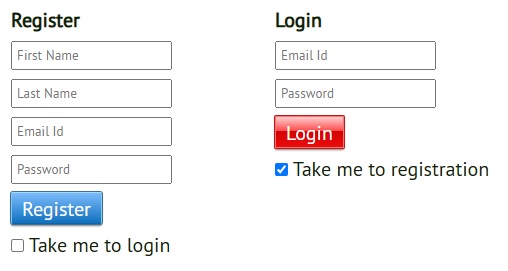 Register
First Name
Last Name
Email Id
Password
Register
Take me to login
Login
Email Id
Password
Login
Take me to registration